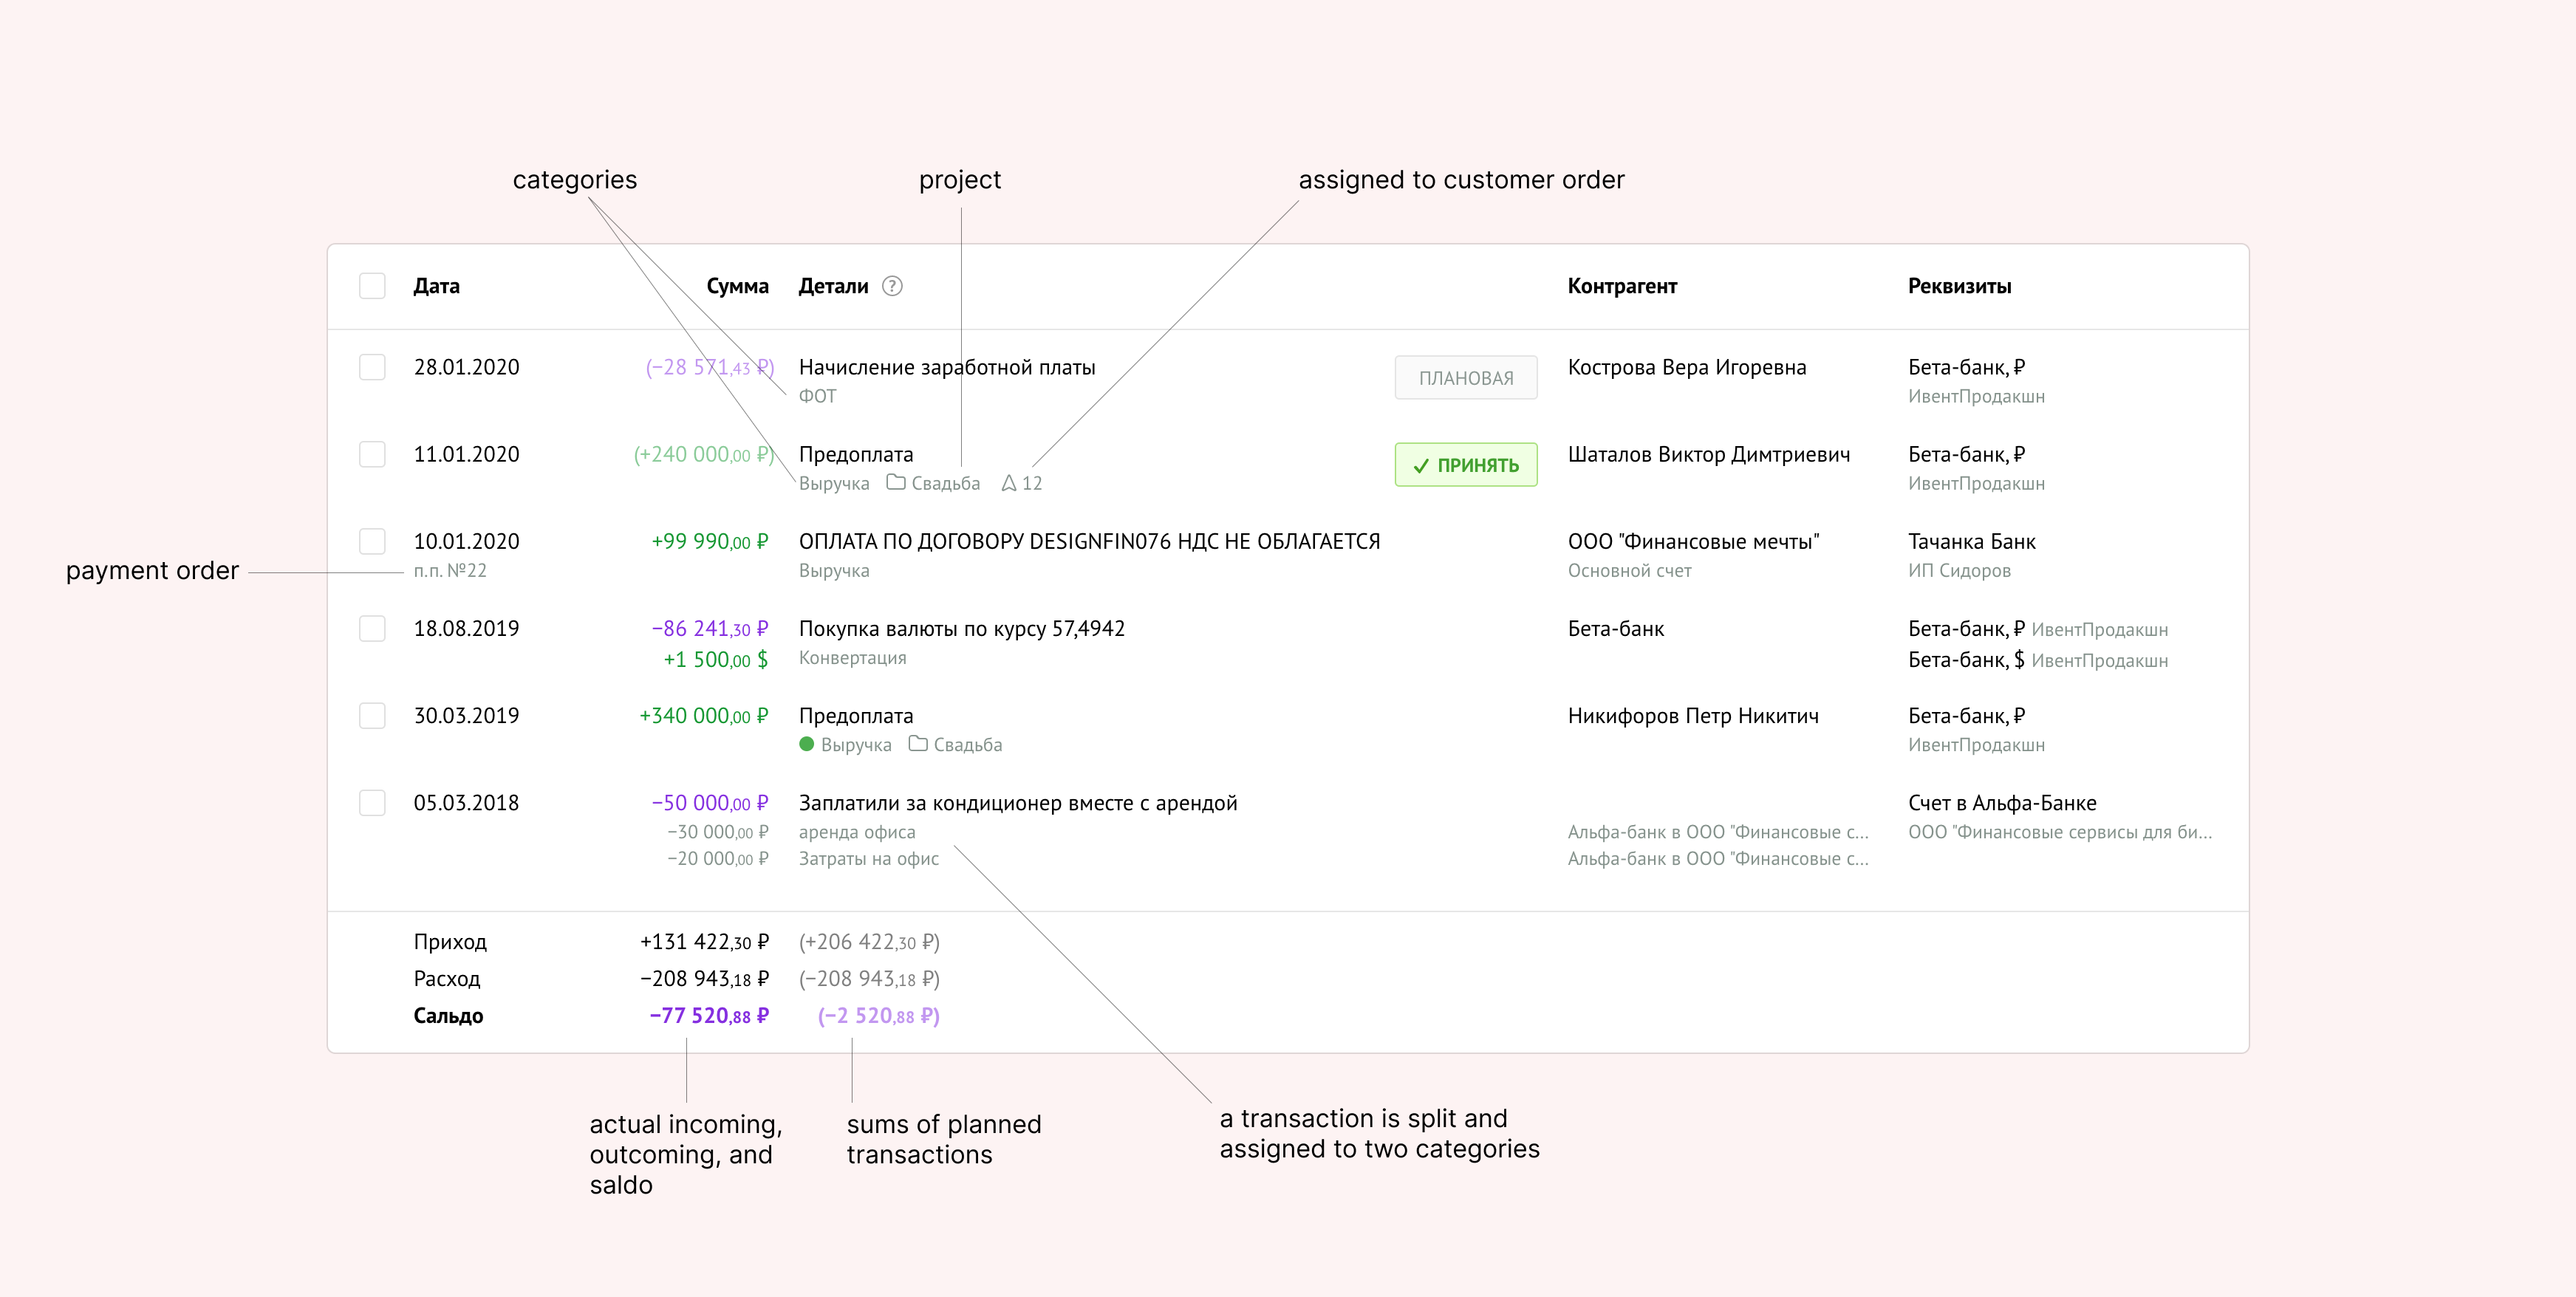 categories
project
assigned to customer order
Дата Сумма Детали ? Контрагент Реквизиты
28.01.2020 (−28 571,43 ₽) Начисление заработной платы ПЛАНОВАЯ Кострова Вера Игоревна Бета-банк, ₽
ФОТ ИвентПродакшн
11.01.2020 (+240 000,00 ₽) Предоплата ПРИНЯТЬ Шаталов Виктор Димтриевич Бета-банк, ₽
Выручка Свадьба 12 ИвентПродакшн
10.01.2020 +99 990,00 ₽ ОПЛАТА ПО ДОГОВОРУ DESIGNFIN076 НДС НЕ ОБЛАГАЕТСЯ ООО "Финансовые мечты" Тачанка Банк
payment order п.п. №22 Выручка Основной счет ИП Сидоров
18.08.2019 −86 241,30 ₽ Покупка валюты по курсу 57,4942 Бета-банк Бета-банк, ₽ ИвентПродакшн
+1 500,00 $ Конвертация Бета-банк, $ ИвентПродакшн
30.03.2019 +340 000,00 ₽ Предоплата Никифоров Петр Никитич Бета-банк, ₽
Выручка Свадьба ИвентПродакшн
05.03.2018 −50 000,00 ₽ Заплатили за кондиционер вместе с арендой Счет в Альфа-Банке
−30 000,00 ₽ аренда офиса Альфа-банк в ООО "Финансовые с... ООО "Финансовые сервисы для би...
−20 000,00 ₽ Затраты на офис Альфа-банк в ООО "Финансовые с...
Приход +131 422,30 ₽ (+206 422,30 ₽)
Расход −208 943,18 ₽ (−208 943,18 ₽)
Сальдо −77 520,88 ₽ (−2 520,88 ₽)
actual incoming,
outcoming, and
saldo
sums of planned
transactions
a transaction is split and
assigned to two categories